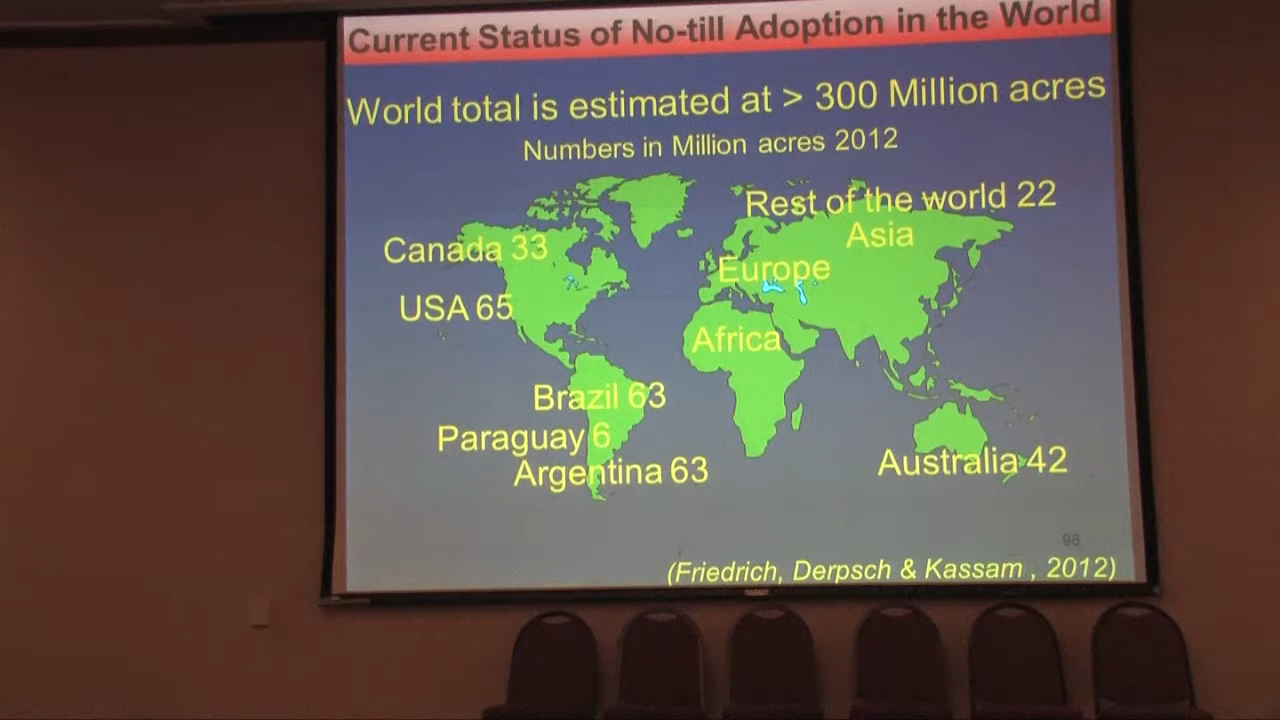 Current Status of No-till Adoption in the World
World total is estimated at > 300 Million acres
Numbers in Million acres 2012
Rest of the world 22
Asia
Canada 33
Europe
USA 65
Africa
Brazil 63
Paraguay 6
Argentina 63
Australia 42
98
(Friedrich, Derpsch & Kassam , 2012)